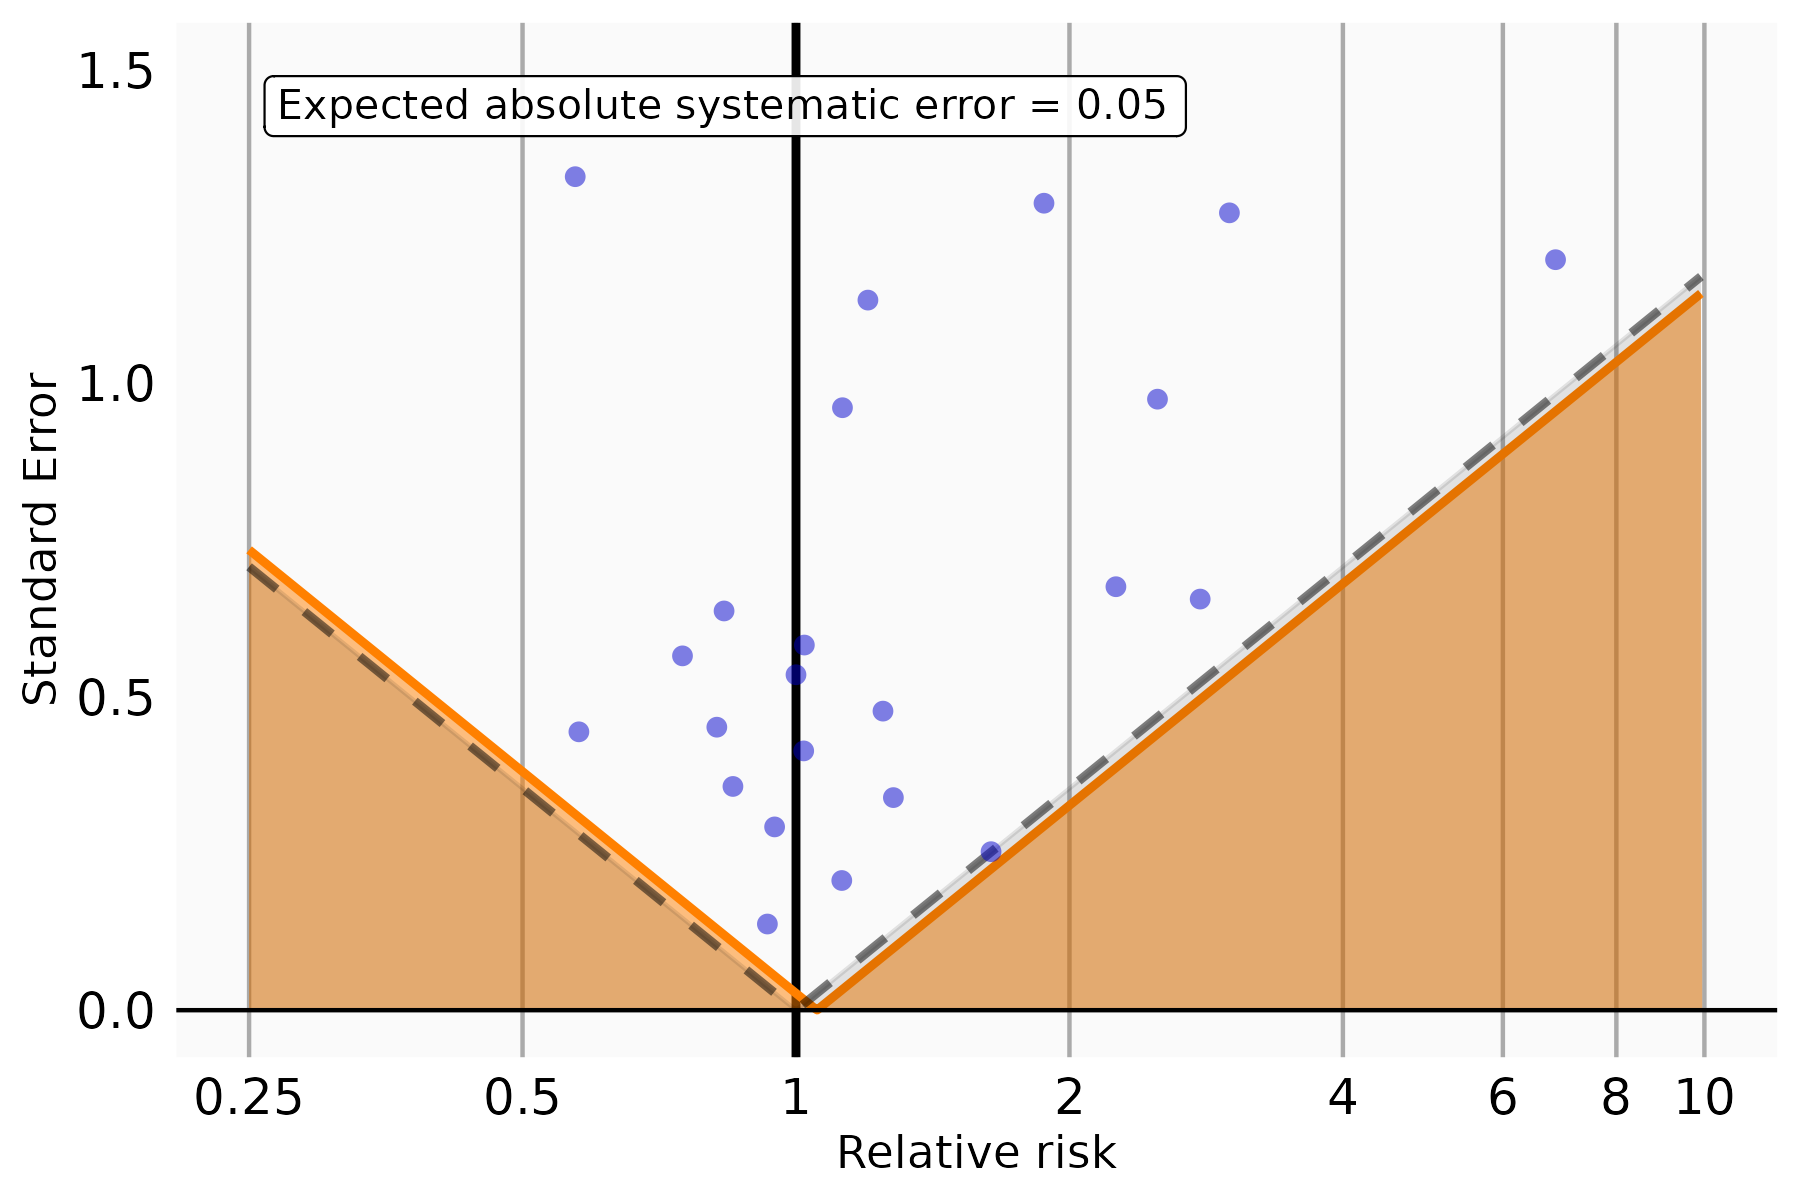 Expected absolute systematic error = 0.05
1.5
1.0
0.5
0.0
Standard Error
0.25 0.5 1 2 4 6 8 10
Relative risk